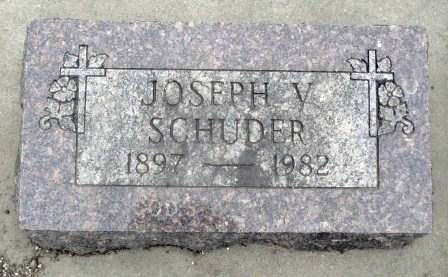 JOSEPH V
SCHUDER
1897 — 1982